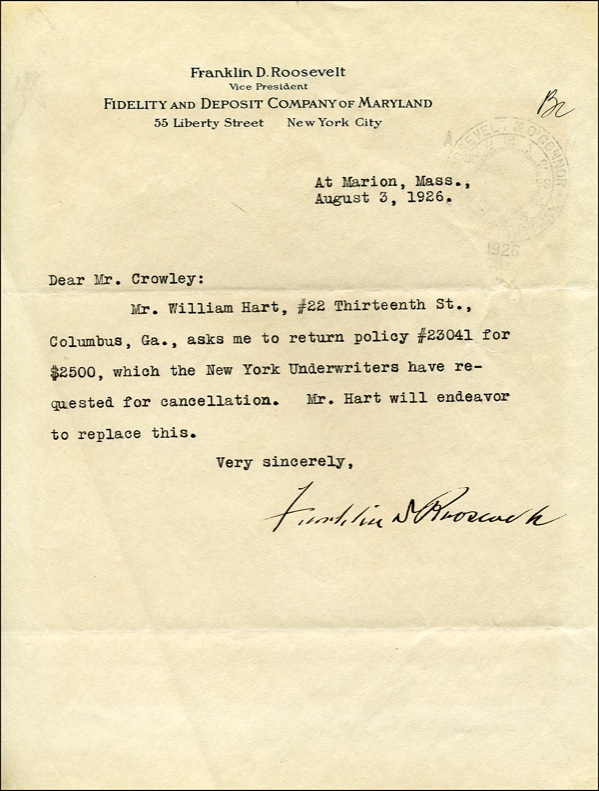 Franklin D. Roosevelt
Vice President
FIDELITY AND DEPOSIT COMPANY OF MARYLAND
55 Liberty Street New York City
At Marion, Mass.,
August 3, 1926.
ROOSEVELT & O'CONNOR
1926
Dear Mr. Crowley:
Mr. William Hart, #22 Thirteenth St.,
Columbus, Ga., asks me to return policy #23041 for
$2500, which the New York Underwriters have re-
quested for cancellation. Mr. Hart will endeavor
to replace this.
Very sincerely,
Franklin D Roosevelt